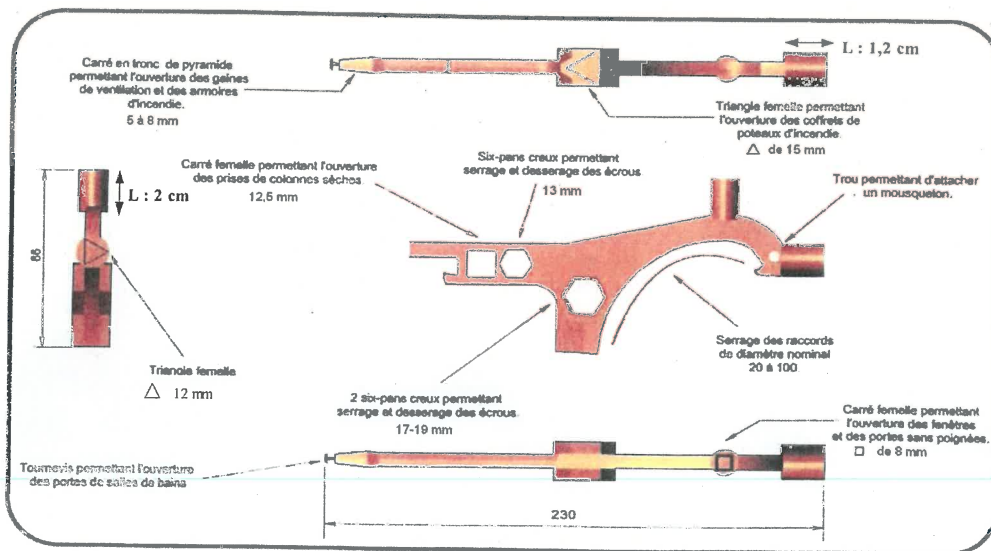 Carré en tronc de pyramide
permettant l'ouverture des gaines
de ventilation et des armoires
d'incendie.
5 à 8 mm
L : 1,2 cm
Triangle femelle permettant
l'ouverture des coffrets de
poteaux d'incendie.
△ de 15 mm
Carré femelle permettant l'ouverture
des prises de colonnes sèches.
12,5 mm
Six-pans creux permettant
serrage et desserage des écrous
13 mm
Trou permettant d'attacher
un mousqueton.
L : 2 cm
Triangle femelle
△ 12 mm
Serrage des raccords
de diamètre nominal
20 à 100.
2 six-pans creux permettant
serrage et desserage des écrous.
17-19 mm
Carré femelle permettant
l'ouverture des fenêtres
et des portes sans poignées.
□ de 8 mm
Tournevis permettant l'ouverture
des portes de salles de bains
230